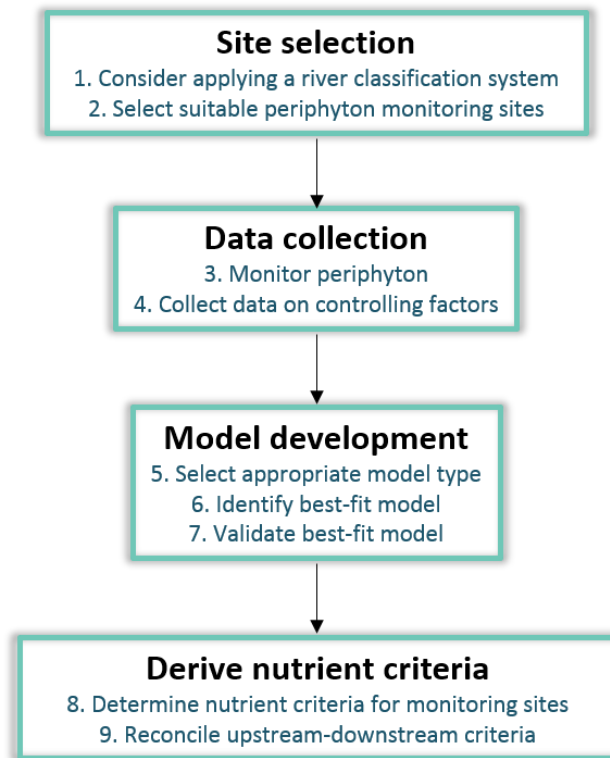 Site selection
1. Consider applying a river classification system
2. Select suitable periphyton monitoring sites
Data collection
3. Monitor periphyton
4. Collect data on controlling factors
Model development
5. Select appropriate model type
6. Identify best-fit model
7. Validate best-fit model
Derive nutrient criteria
8. Determine nutrient criteria for monitoring sites
9. Reconcile upstream-downstream criteria